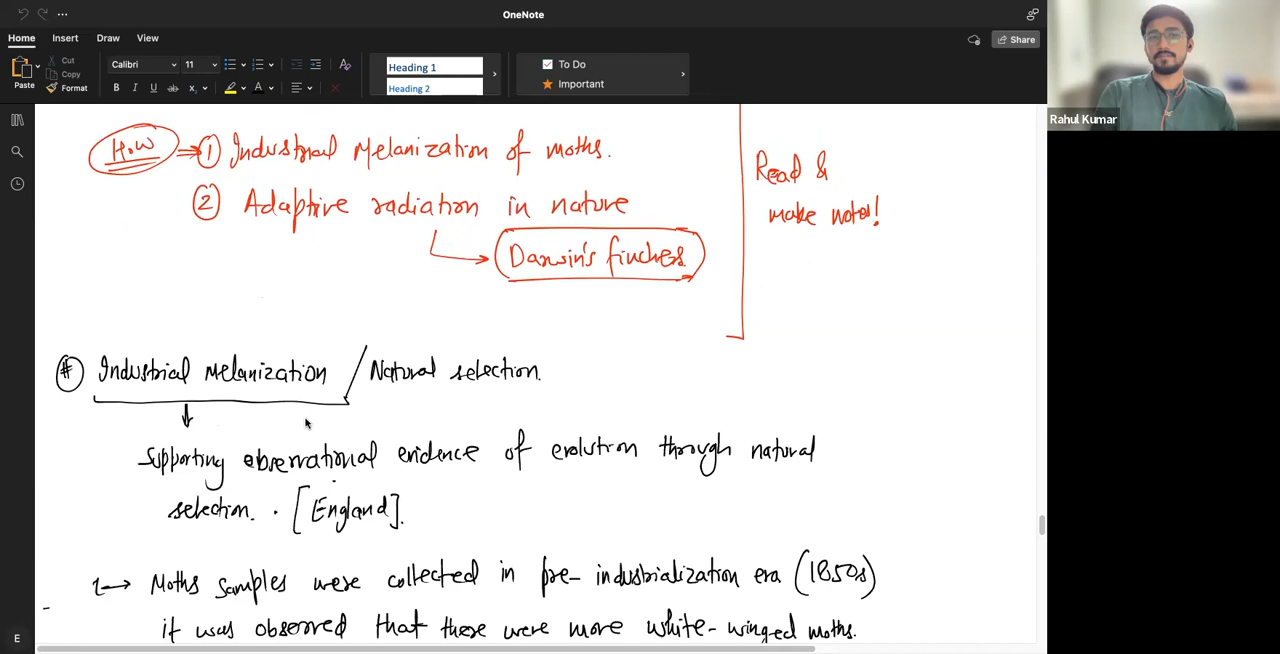 OneNote
Home Insert Draw View
Share
Paste
Cut
Copy
Format
Calibri 11
B I U ab x A
Heading 1
Heading 2
To Do
Important
Rahul Kumar
How ① Industrial Melanization of moths.
② Adaptive radiation in nature
Darwin's finches
Read &
make notes!
# Industrial Melanization / Natural selection.
Supporting observational evidence of evolution through natural
selection. . [England].
Moths samples were collected in pre-industrialization era (1850s)
it was observed that there were more white-winged moths.
E